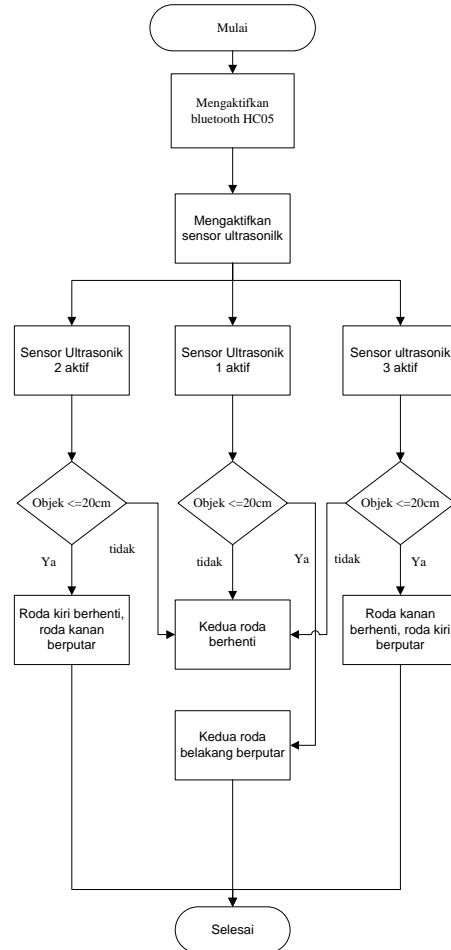 Mulai
Mengaktifkan
bluetooth HC05
Mengaktifkan
sensor ultrasonilk
Sensor Ultrasonik
2 aktif
Sensor Ultrasonik
1 aktif
Sensor ultrasonik
3 aktif
Objek <=20cm
Objek <=20cm
Objek <=20cm
Ya
tidak
tidak
Ya
tidak
Ya
Roda kiri berhenti,
roda kanan
berputar
Kedua roda
berhenti
Roda kanan
berhenti, roda kiri
berputar
Kedua roda
belakang berputar
Selesai